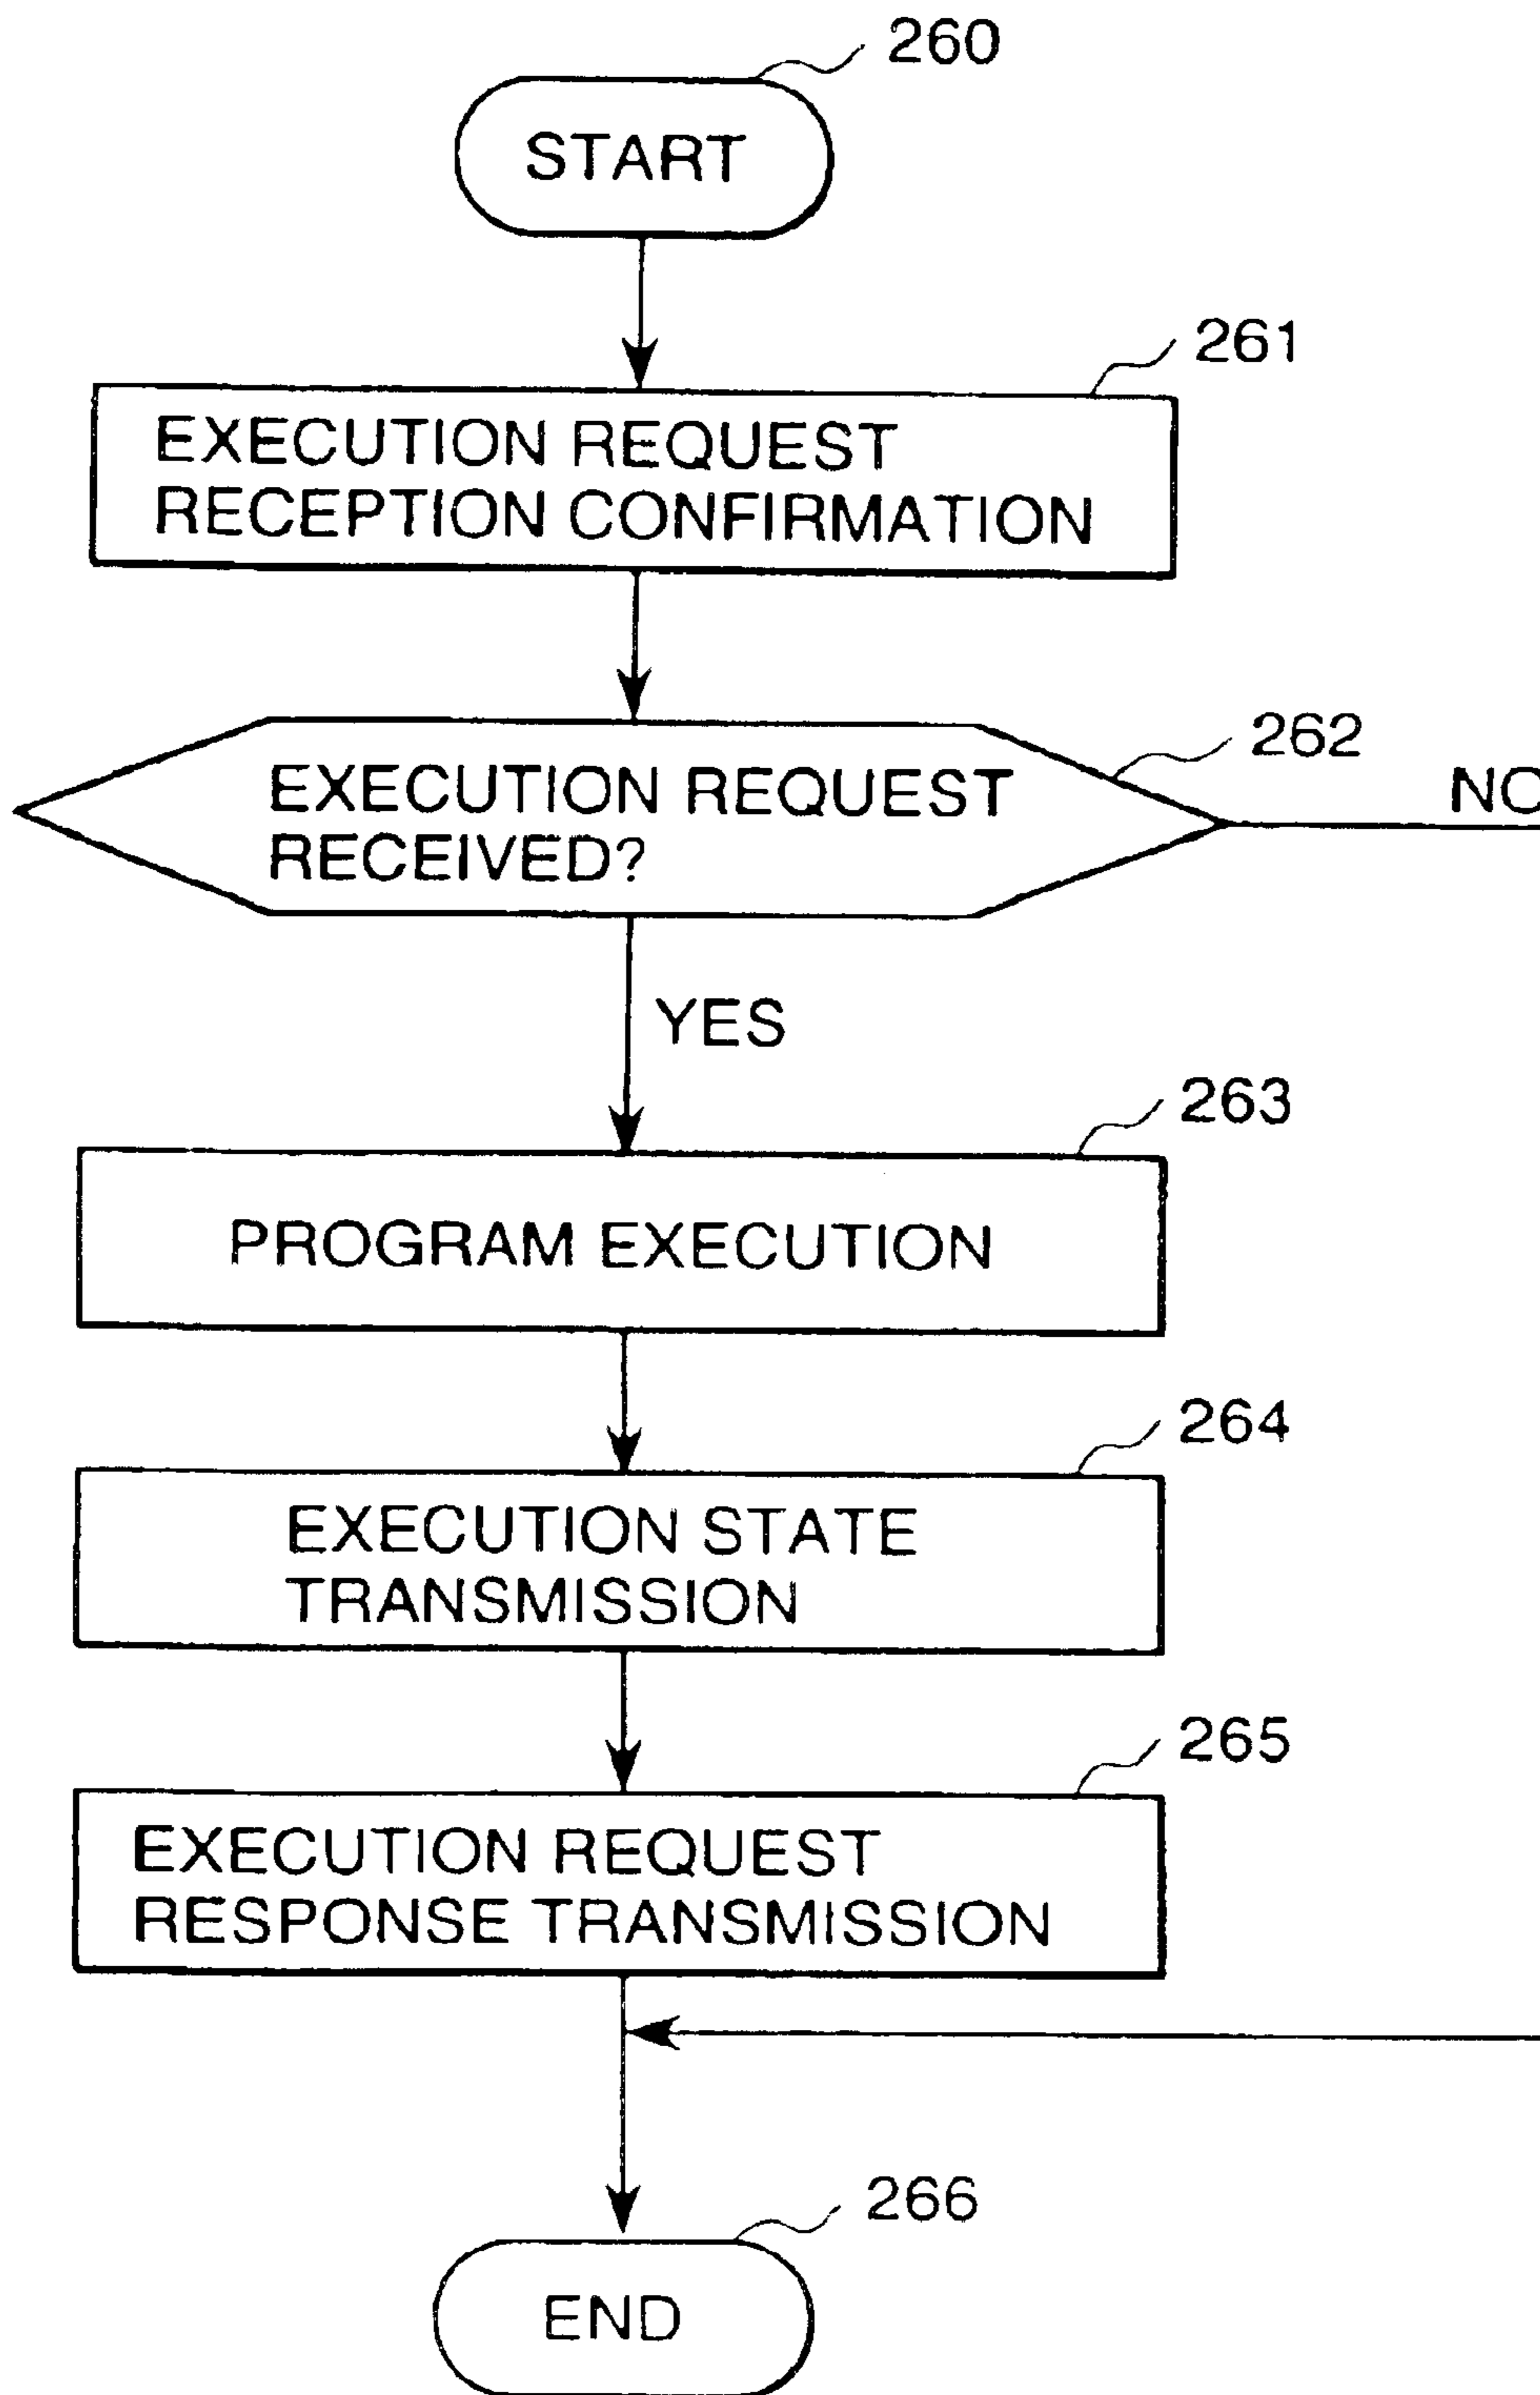 260
START
261
EXECUTION REQUEST
RECEPTION CONFIRMATION
262
EXECUTION REQUEST
RECEIVED?
NO
YES
263
PROGRAM EXECUTION
264
EXECUTION STATE
TRANSMISSION
265
EXECUTION REQUEST
RESPONSE TRANSMISSION
266
END